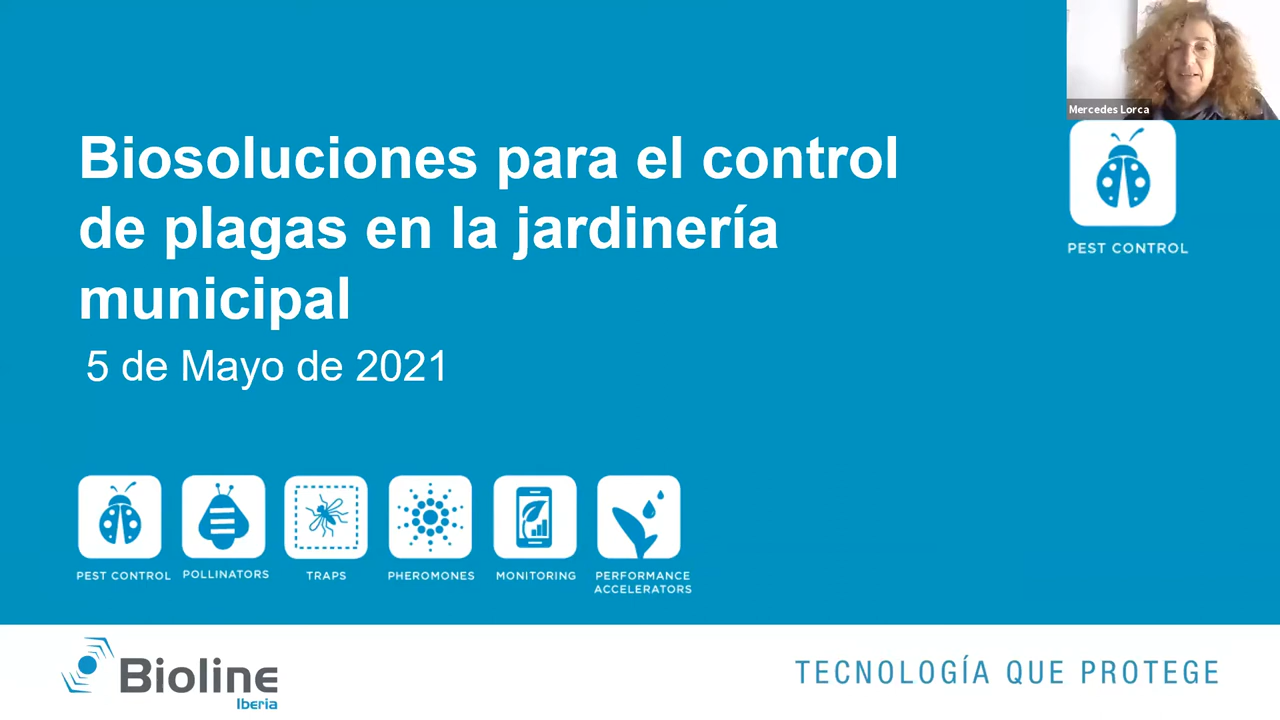 Mercedes Lorca
Biosoluciones para el control
de plagas en la jardinería
municipal
5 de Mayo de 2021
PEST CONTROL
PEST CONTROL
POLLINATORS
TRAPS
PHEROMONES
MONITORING
PERFORMANCE
ACCELERATORS
Bioline
Iberia
TECNOLOGÍA QUE PROTEGE